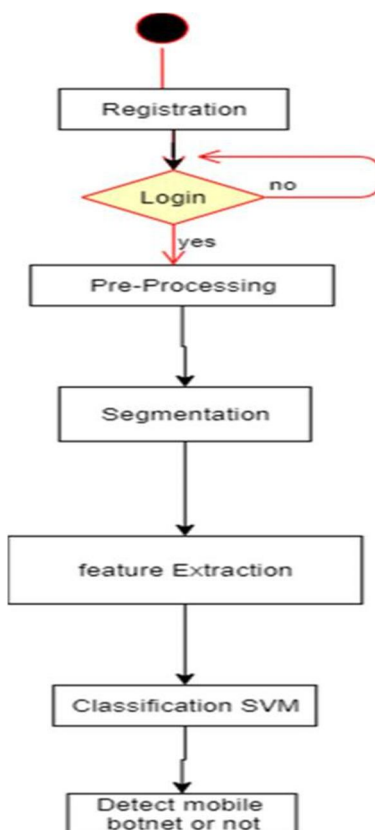 Registration
Login
no
yes
Pre-Processing
Segmentation
feature Extraction
Classification SVM
Detect mobile
botnet or not